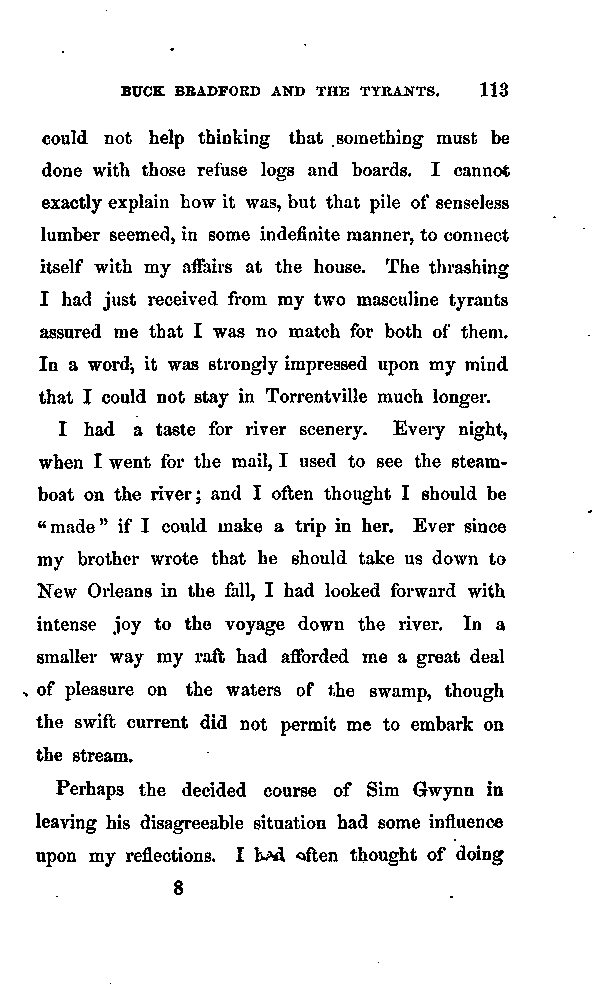 BUCK BRADFORD AND THE TYRANTS. 113
could not help thinking that something must be
done with those refuse logs and boards. I cannot
exactly explain how it was, but that pile of senseless
lumber seemed, in some indefinite manner, to connect
itself with my affairs at the house. The thrashing
I had just received from my two masculine tyrants
assured me that I was no match for both of them.
In a word, it was strongly impressed upon my mind
that I could not stay in Torrentville much longer.
I had a taste for river scenery. Every night,
when I went for the mail, I used to see the steam-
boat on the river; and I often thought I should be
"made" if I could make a trip in her. Ever since
my brother wrote that he should take us down to
New Orleans in the fall, I had looked forward with
intense joy to the voyage down the river. In a
smaller way my raft had afforded me a great deal
of pleasure on the waters of the swamp, though
the swift current did not permit me to embark on
the stream.
Perhaps the decided course of Sim Gwynn in
leaving his disagreeable situation had some influence
upon my reflections. I had often thought of doing
8